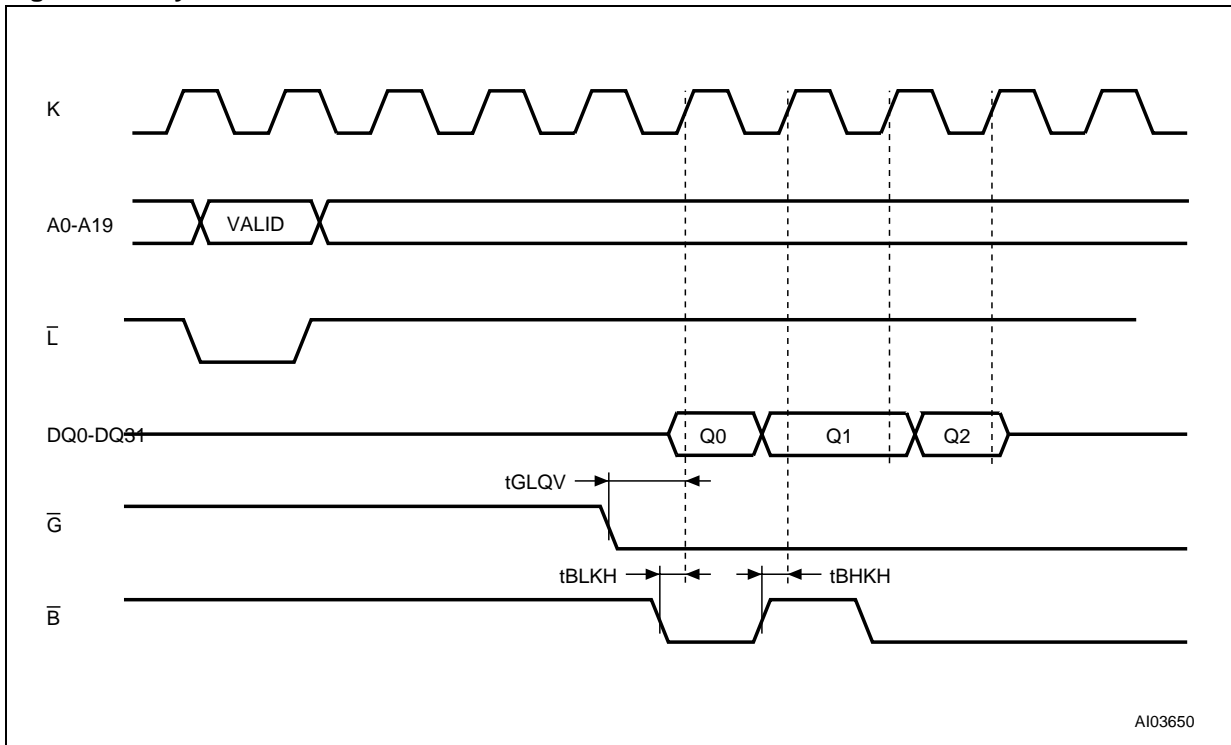 K
A0-A19
VALID
L
DQ0-DQ31
Q0
Q1
Q2
tGLQV
G
tBLKH
tBHKH
B
AI03650